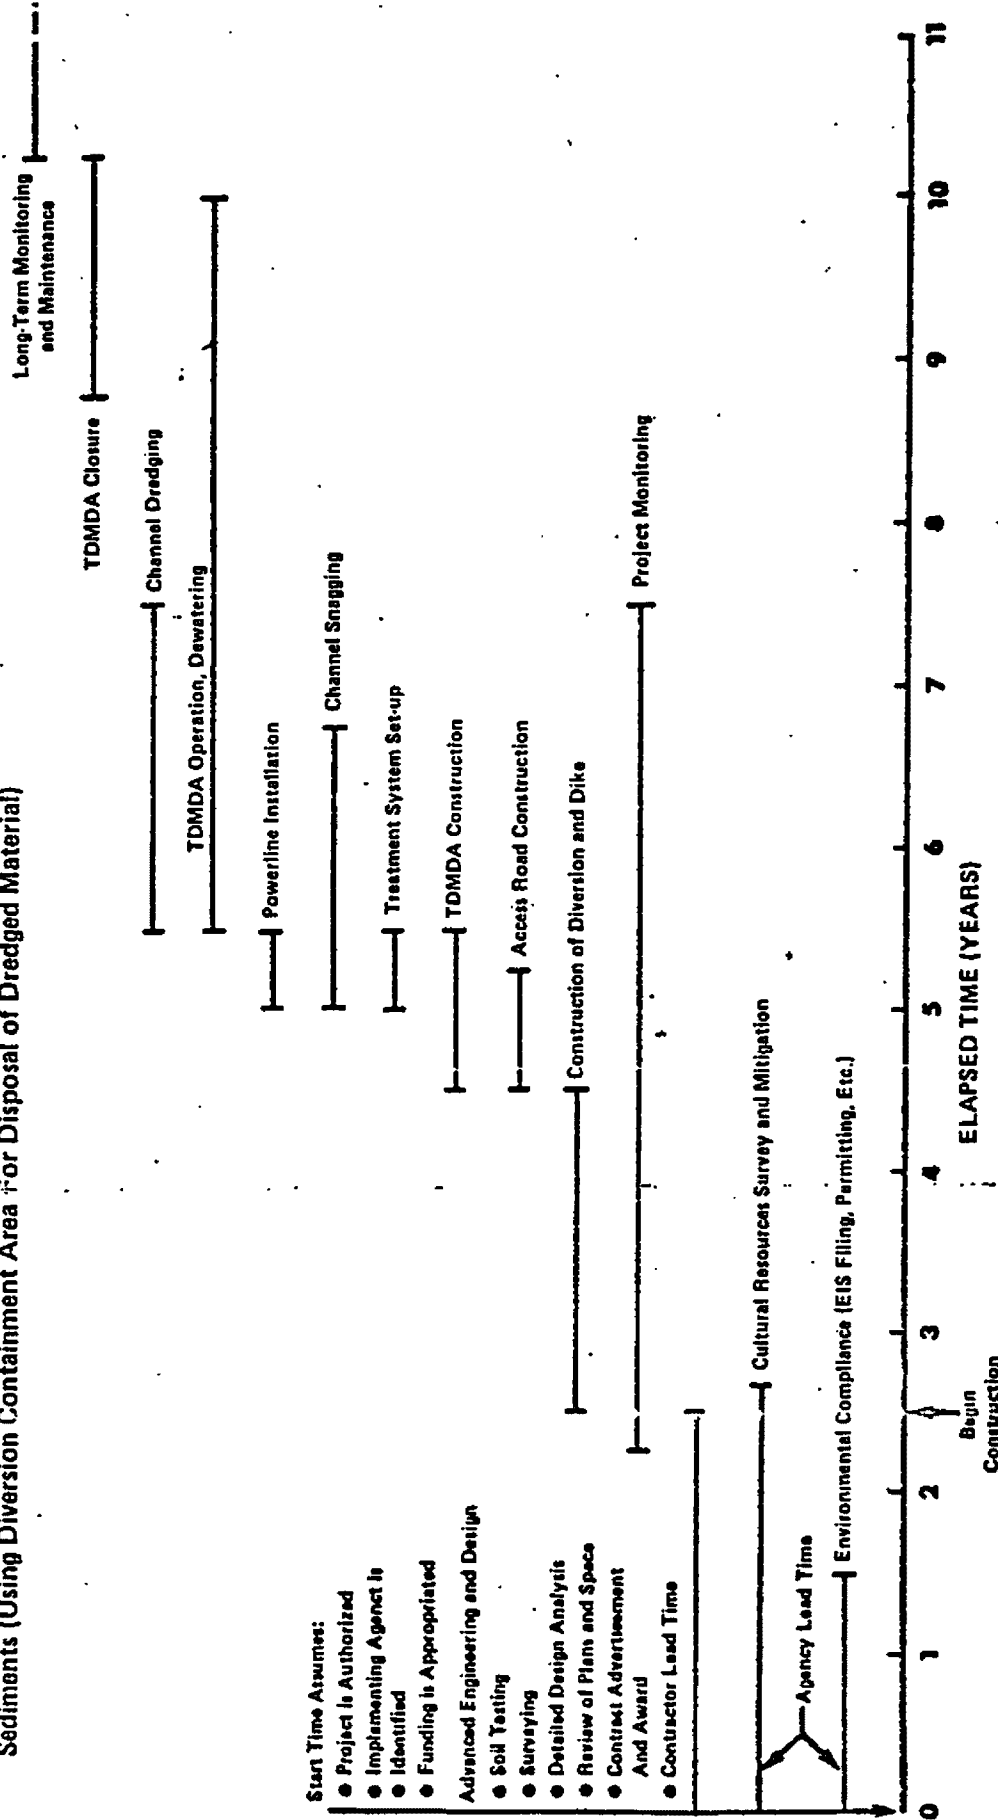 Sediments (Using Diversion Containment Area For Disposal of Dredged Material)
Long-Term Monitoring
and Maintenance
TDMDA Closure
Channel Dredging
TDMDA Operation, Dewatering
Powerline Installation
Channel Snagging
Treatment System Set-up
TDMDA Construction
Access Road Construction
Construction of Diversion and Dike
Project Monitoring
Start Time Assumes:
● Project Is Authorized
● Implementing Agenct Is
● Identified
● Funding is Appropriated
Advanced Engineering and Design
● Soil Testing
● Surveying
● Detailed Design Analysis
● Review of Plans and Space
● Contract Advertisement
And Award
● Contractor Lead Time
Cultural Resources Survey and Mitigation
Agency Lead Time
Environmental Compliance (EIS Filing, Permitting, Etc.)
0 1 2 3 4 5 6 7 8 9 10 11
Begin
Construction
ELAPSED TIME (YEARS)